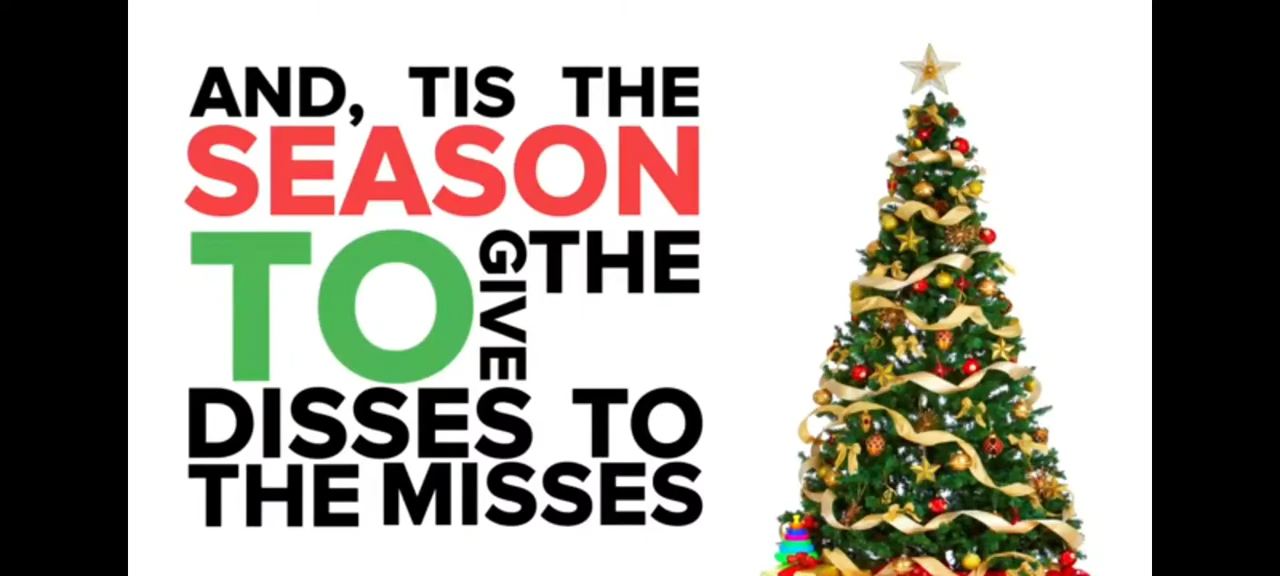 AND, TIS THE
SEASON
TO GIVE THE
DISSES TO
THE MISSES